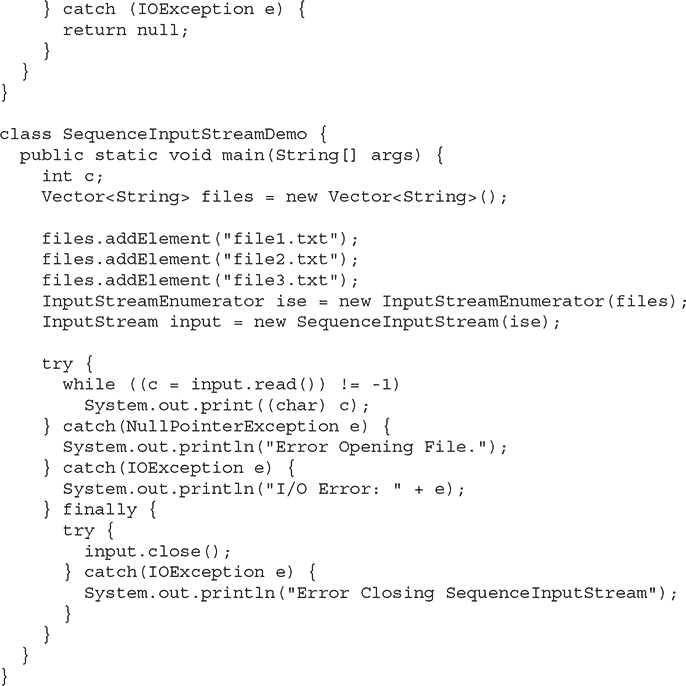 } catch (IOException e) {
      return null;
    }
  }
}

class SequenceInputStreamDemo {
  public static void main(String[] args) {
    int c;
    Vector<String> files = new Vector<String>();

    files.addElement("file1.txt");
    files.addElement("file2.txt");
    files.addElement("file3.txt");
    InputStreamEnumerator ise = new InputStreamEnumerator(files);
    InputStream input = new SequenceInputStream(ise);

    try {
      while ((c = input.read()) != -1)
        System.out.print((char) c);
    } catch(NullPointerException e) {
      System.out.println("Error Opening File.");
    } catch(IOException e) {
      System.out.println("I/O Error: " + e);
    } finally {
      try {
        input.close();
      } catch(IOException e) {
        System.out.println("Error Closing SequenceInputStream");
      }
    }
  }
}